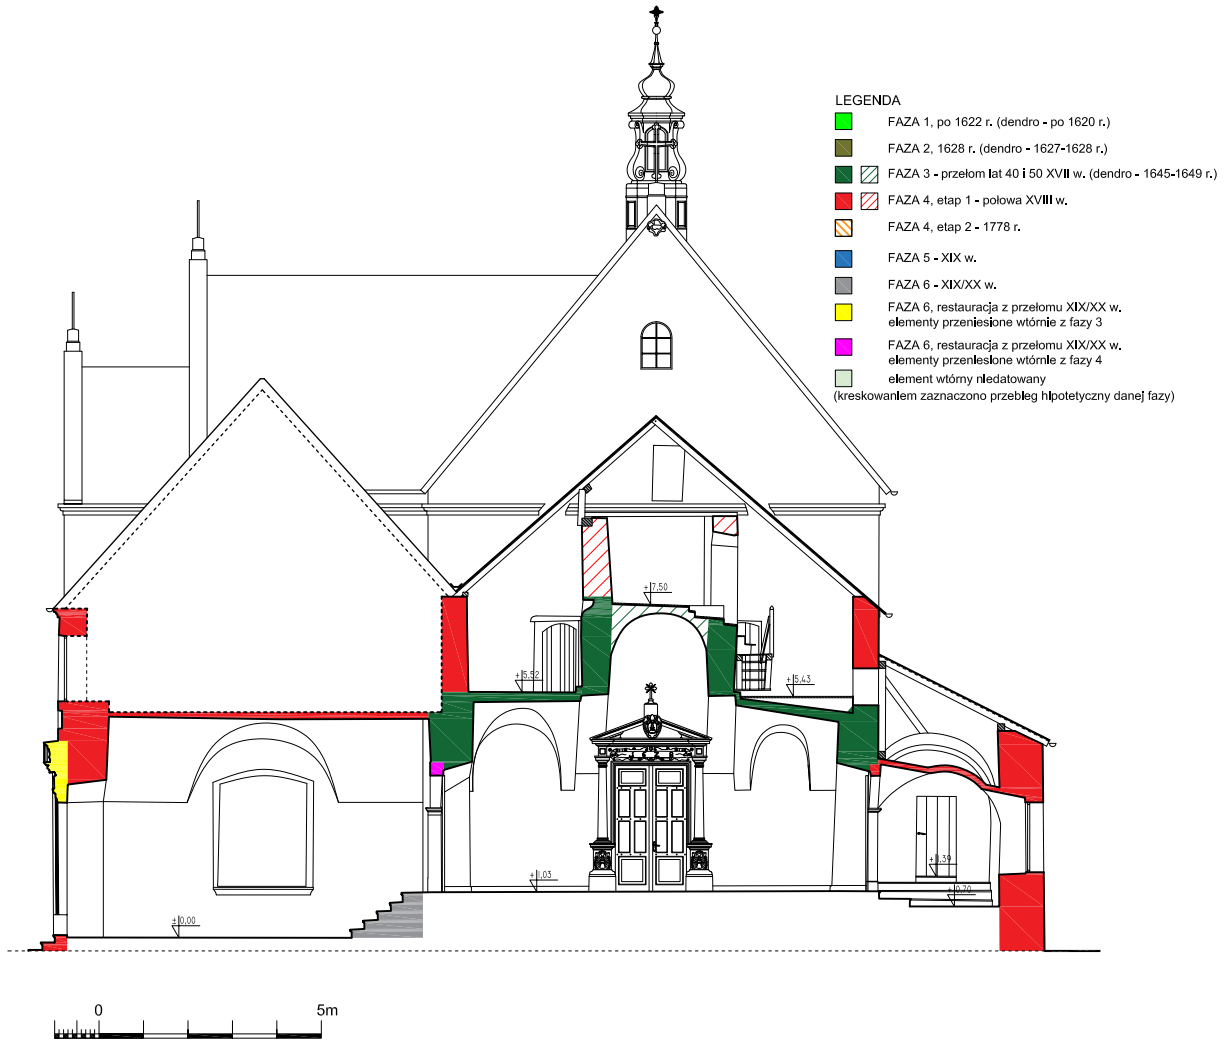 LEGENDA
FAZA 1, po 1622 r. (dendro - po 1620 r.)
FAZA 2, 1628 r. (dendro - 1627-1628 r.)
FAZA 3 - przełom lat 40 i 50 XVII w. (dendro - 1645-1649 r.)
FAZA 4, etap 1 - połowa XVIII w.
FAZA 4, etap 2 - 1778 r.
FAZA 5 - XIX w.
FAZA 6 - XIX/XX w.
FAZA 6, restauracja z przełomu XIX/XX w.
elementy przeniesione wtórnie z fazy 3
FAZA 6, restauracja z przełomu XIX/XX w.
elementy przeniesione wtórnie z fazy 4
element wtórny niedatowany
(kreskowaniem zaznaczono przebieg hipotetyczny danej fazy)
+7,50
+5,52
+5,43
+1,39
+1,03
+0,70
±0,00
0 5m